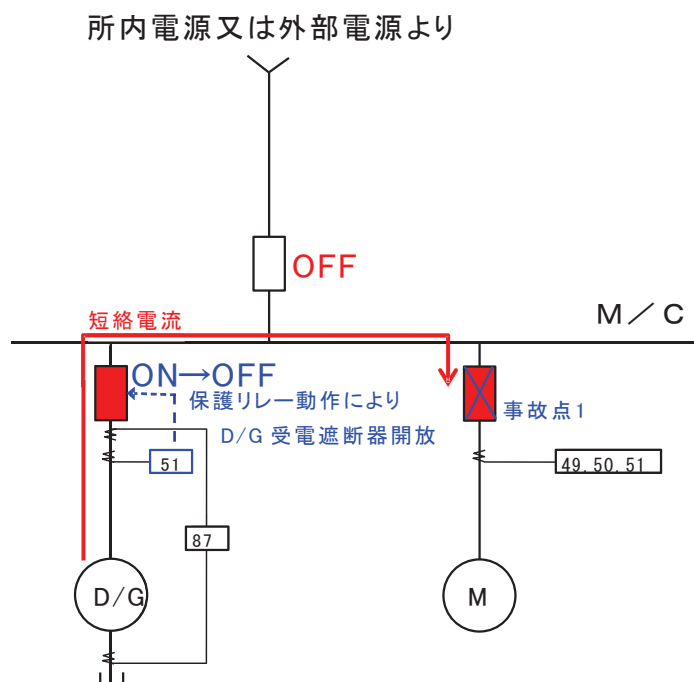 所内電源又は外部電源より
OFF
M/C
短絡電流
ON→OFF
保護リレー動作により
D/G 受電遮断器開放
事故点1
51
49.50.51
87
D/G
M